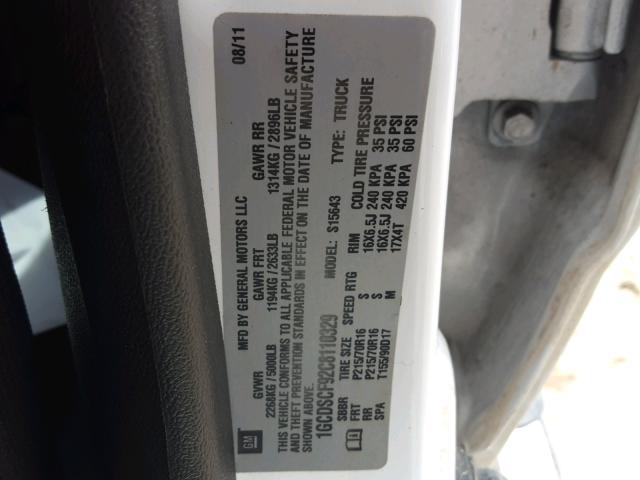 GM
MFD BY GENERAL MOTORS LLC
08/11
GVWR GAWR FRT GAWR RR
2268KG / 5000LB 1194KG / 2633LB 1314KG / 2896LB
THIS VEHICLE CONFORMS TO ALL APPLICABLE FEDERAL MOTOR VEHICLE SAFETY
AND THEFT PREVENTION STANDARDS IN EFFECT ON THE DATE OF MANUFACTURE
SHOWN ABOVE.
1GCDSCF92C8110329 MODEL: S15643 TYPE: TRUCK
SBBR TIRE SIZE SPEED RTG RIM COLD TIRE PRESSURE
FRT P215/70R16 S 16X6.5J 240 KPA 35 PSI
RR P215/70R16 S 16X6.5J 240 KPA 35 PSI
SPA T155/90D17 M 17X4T 420 KPA 60 PSI